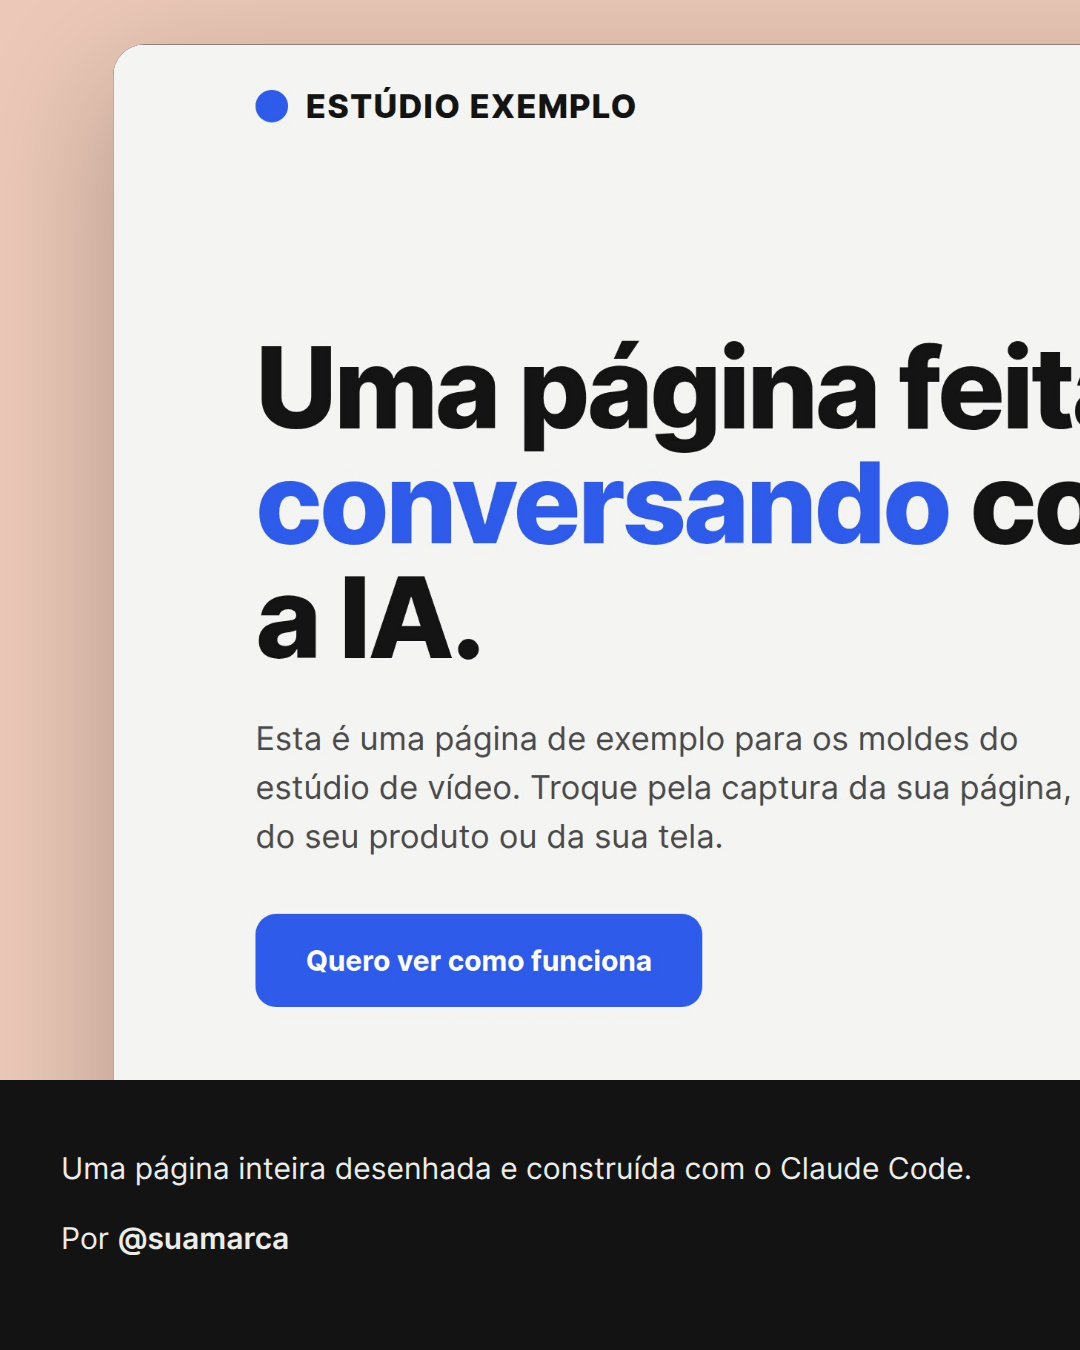 ESTÚDIO EXEMPLO
Uma página feita
conversando co
a IA.
Esta é uma página de exemplo para os moldes do
estúdio de vídeo. Troque pela captura da sua página,
do seu produto ou da sua tela.
Quero ver como funciona
Uma página inteira desenhada e construída com o Claude Code.
Por @suamarca